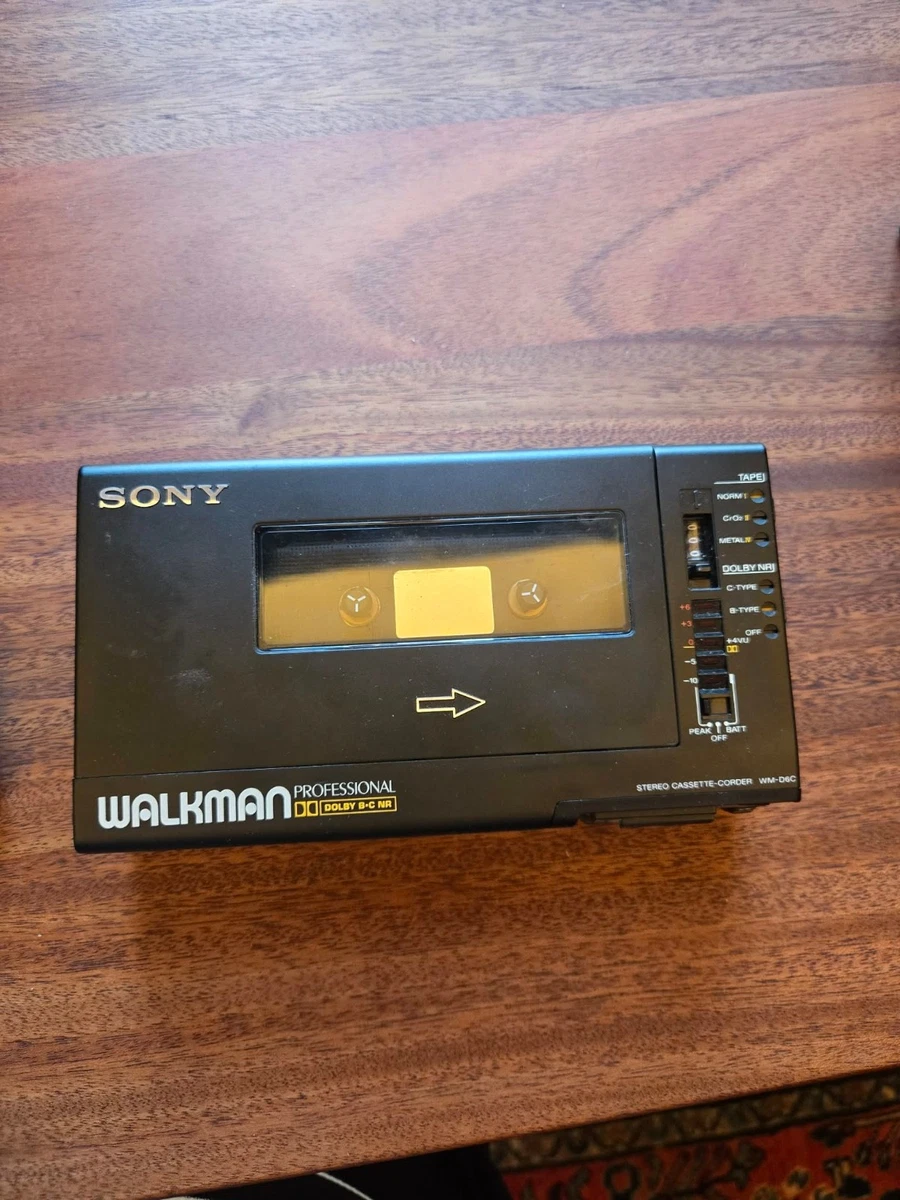 SONY
TAPE
NORM I
CrO2 II
METAL IV
DOLBY NR
C-TYPE
B-TYPE
OFF
+6
+3
0
+4VU
-5
-10
PEAK
OFF
BATT
WALKMAN PROFESSIONAL
DOLBY B-C NR
STEREO CASSETTE-CORDER WM-D6C